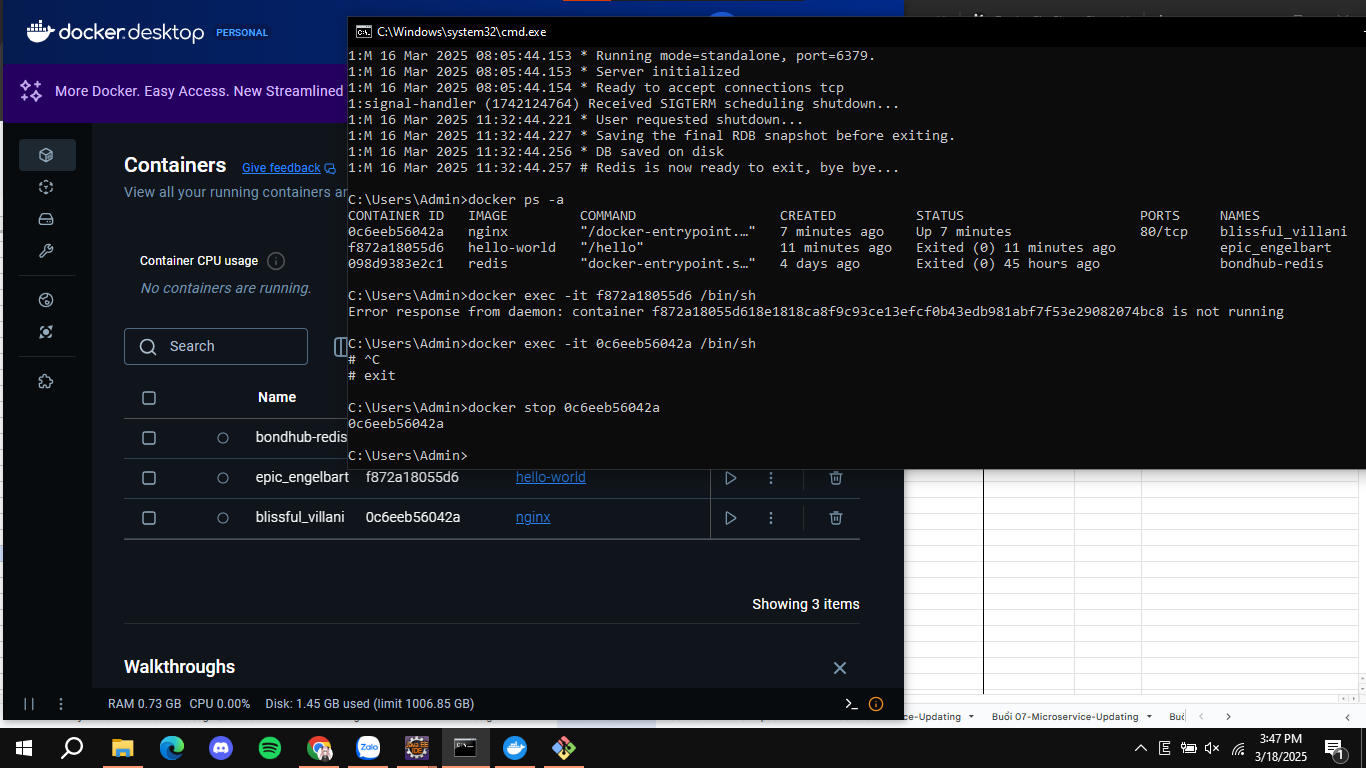 docker.desktop PERSONAL
More Docker. Easy Access. New Streamlined
Containers Give feedback
View all your running containers an
Container CPU usage
No containers are running.
Search
Name
bondhub-redis
epic_engelbart f872a18055d6 hello-world
blissful_villani 0c6eeb56042a nginx
Showing 3 items
Walkthroughs
RAM 0.73 GB CPU 0.00% Disk: 1.45 GB used (limit 1006.85 GB)
C:\Windows\system32\cmd.exe
1:M 16 Mar 2025 08:05:44.153 * Running mode=standalone, port=6379.
1:M 16 Mar 2025 08:05:44.153 * Server initialized
1:M 16 Mar 2025 08:05:44.154 * Ready to accept connections tcp
1:signal-handler (1742124764) Received SIGTERM scheduling shutdown...
1:M 16 Mar 2025 11:32:44.221 * User requested shutdown...
1:M 16 Mar 2025 11:32:44.227 * Saving the final RDB snapshot before exiting.
1:M 16 Mar 2025 11:32:44.256 * DB saved on disk
1:M 16 Mar 2025 11:32:44.257 # Redis is now ready to exit, bye bye...
C:\Users\Admin>docker ps -a
CONTAINER ID IMAGE COMMAND CREATED STATUS PORTS NAMES
0c6eeb56042a nginx "/docker-entrypoint.…" 7 minutes ago Up 7 minutes 80/tcp blissful_villani
f872a18055d6 hello-world "/hello" 11 minutes ago Exited (0) 11 minutes ago epic_engelbart
098d9383e2c1 redis "docker-entrypoint.s…" 4 days ago Exited (0) 45 hours ago bondhub-redis
C:\Users\Admin>docker exec -it f872a18055d6 /bin/sh
Error response from daemon: container f872a18055d618e1818ca8f9c93ce13efcf0b43edb981abf7f53e29082074bc8 is not running
C:\Users\Admin>docker exec -it 0c6eeb56042a /bin/sh
# ^C
# exit
C:\Users\Admin>docker stop 0c6eeb56042a
0c6eeb56042a
C:\Users\Admin>
ce-Updating Buổi 07-Microservice-Updating Buổ
Zalo
Java EE IDE
3:47 PM
3/18/2025
1